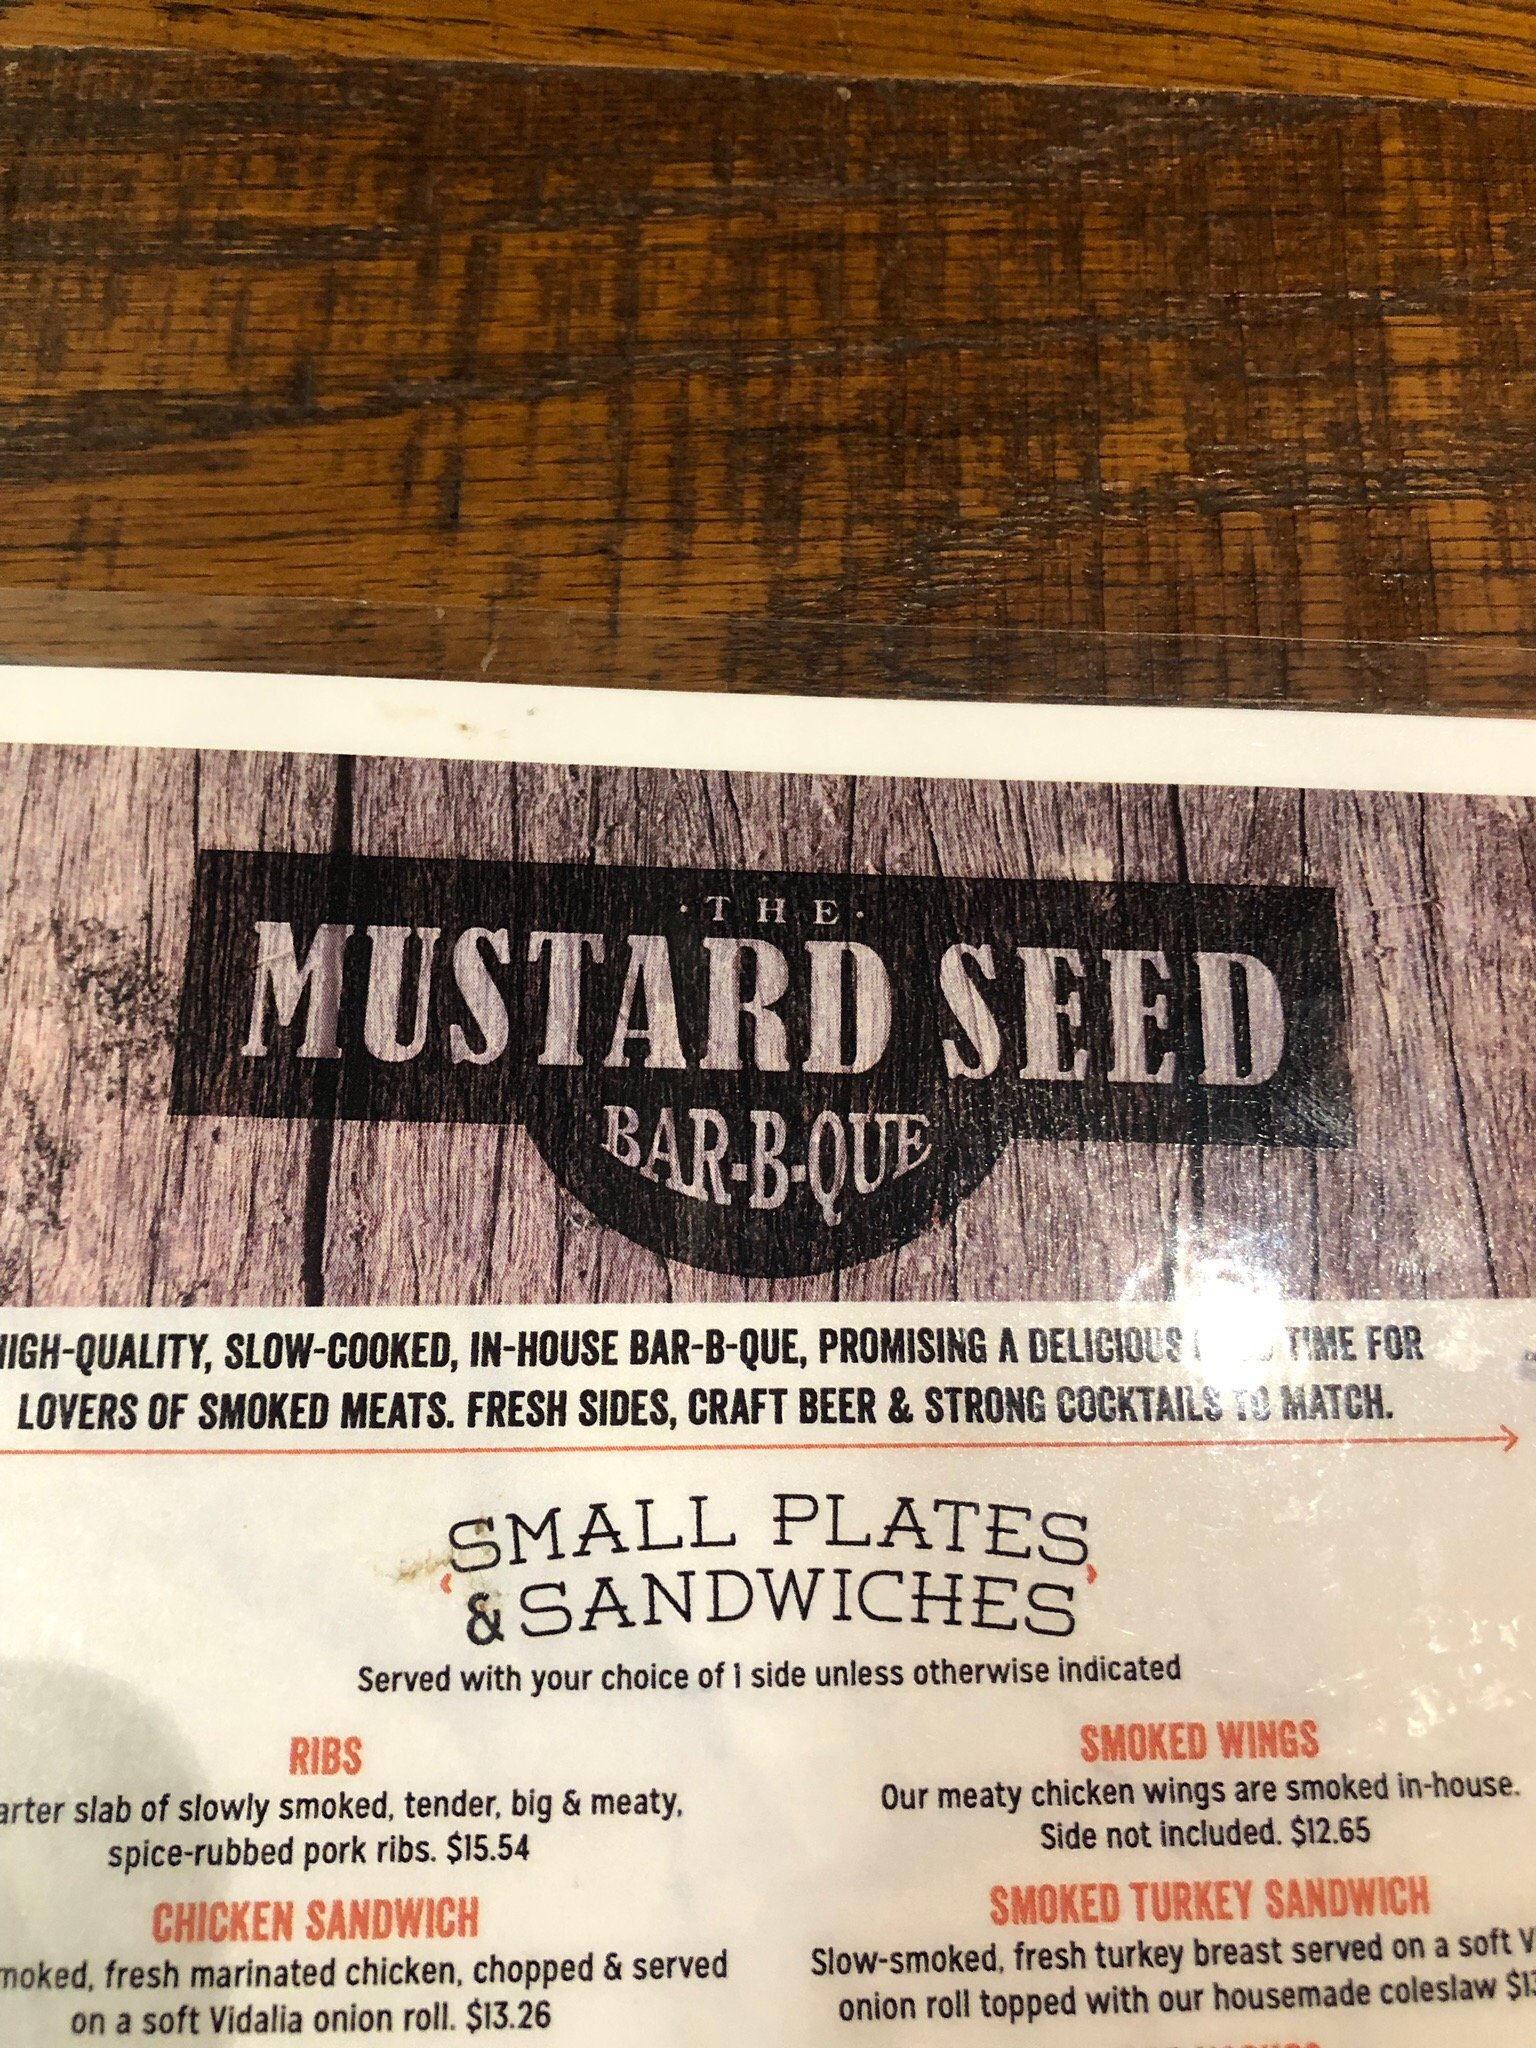 ·THE·
MUSTARD SEED
BAR-B-QUE
HIGH-QUALITY, SLOW-COOKED, IN-HOUSE BAR-B-QUE, PROMISING A DELICIOUS TIME FOR
LOVERS OF SMOKED MEATS. FRESH SIDES, CRAFT BEER & STRONG COCKTAILS TO MATCH.
SMALL PLATES
& SANDWICHES
Served with your choice of 1 side unless otherwise indicated
RIBS
slab of slowly smoked, tender, big & meaty,
spice-rubbed pork ribs. $15.54
CHICKEN SANDWICH
fresh marinated chicken, chopped & served
on a soft Vidalia onion roll. $13.26
SMOKED WINGS
Our meaty chicken wings are smoked in-house.
Side not included. $12.65
SMOKED TURKEY SANDWICH
Slow-smoked, fresh turkey breast served on a soft
onion roll topped with our housemade coleslaw